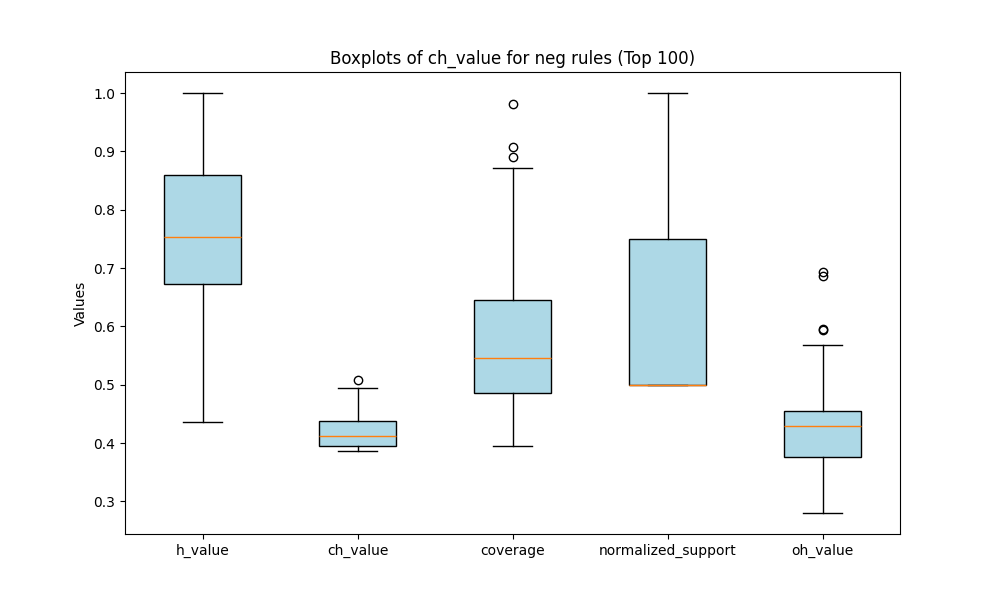 Boxplots of ch_value for neg rules (Top 100)
Values
1.0
0.9
0.8
0.7
0.6
0.5
0.4
0.3
h_value
ch_value
coverage
normalized_support
oh_value